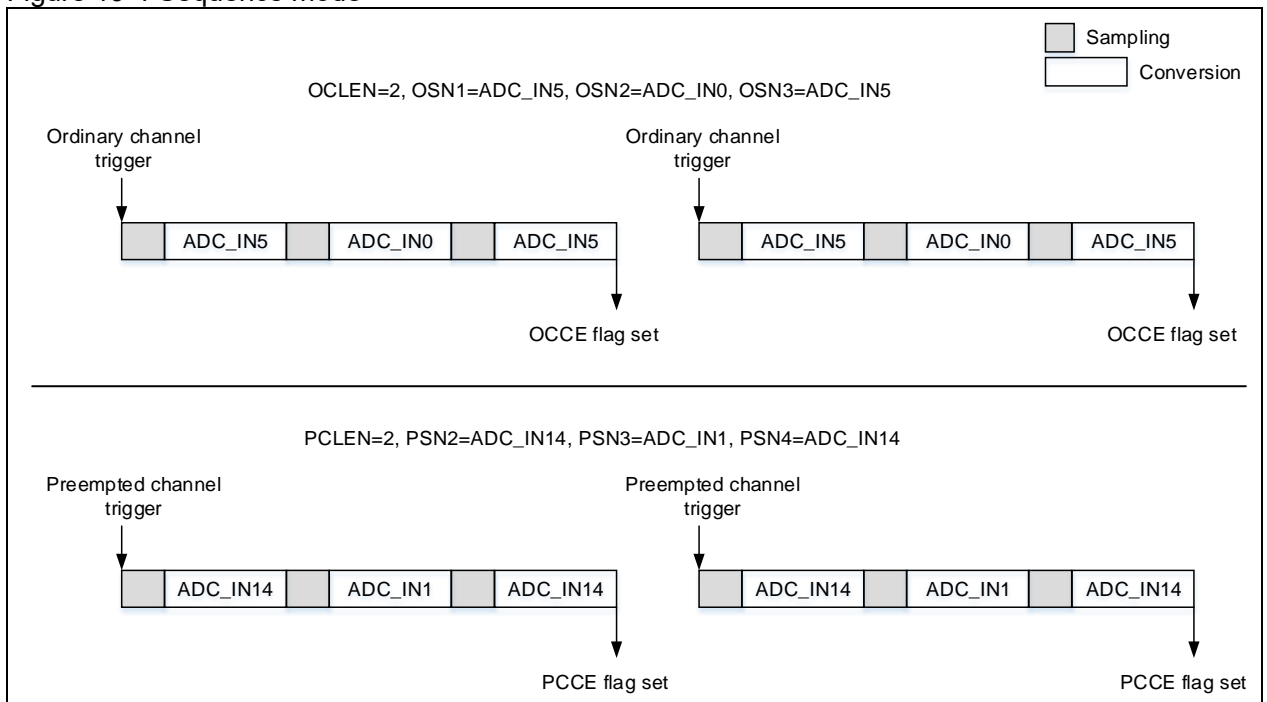 Sampling
Conversion
OCLEN=2, OSN1=ADC_IN5, OSN2=ADC_IN0, OSN3=ADC_IN5
Ordinary channel
trigger
Ordinary channel
trigger
ADC_IN5 ADC_IN0 ADC_IN5
ADC_IN5 ADC_IN0 ADC_IN5
OCCE flag set
OCCE flag set
PCLEN=2, PSN2=ADC_IN14, PSN3=ADC_IN1, PSN4=ADC_IN14
Preempted channel
trigger
Preempted channel
trigger
ADC_IN14 ADC_IN1 ADC_IN14
ADC_IN14 ADC_IN1 ADC_IN14
PCCE flag set
PCCE flag set